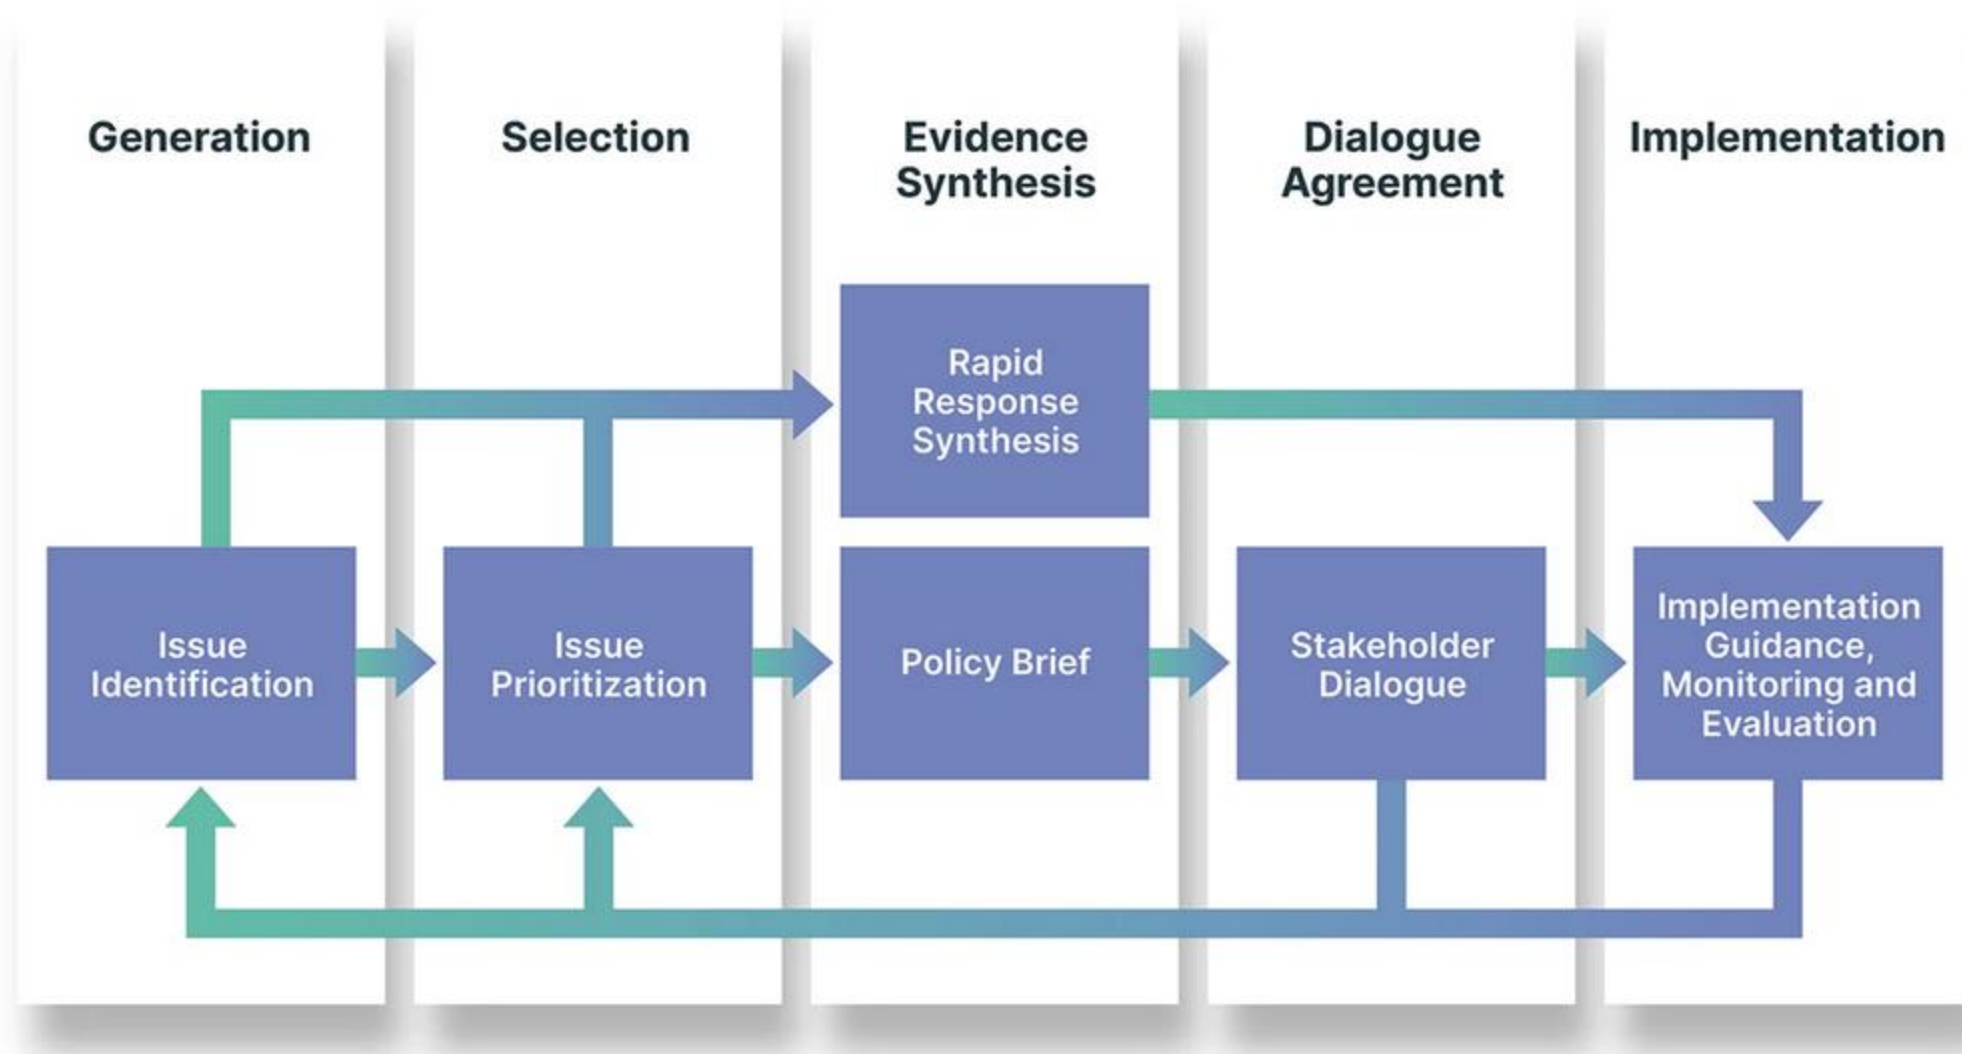 Generation
Selection
Evidence
Synthesis
Dialogue
Agreement
Implementation
Rapid
Response
Synthesis
Issue
Identification
Issue
Prioritization
Policy Brief
Stakeholder
Dialogue
Implementation
Guidance,
Monitoring and
Evaluation